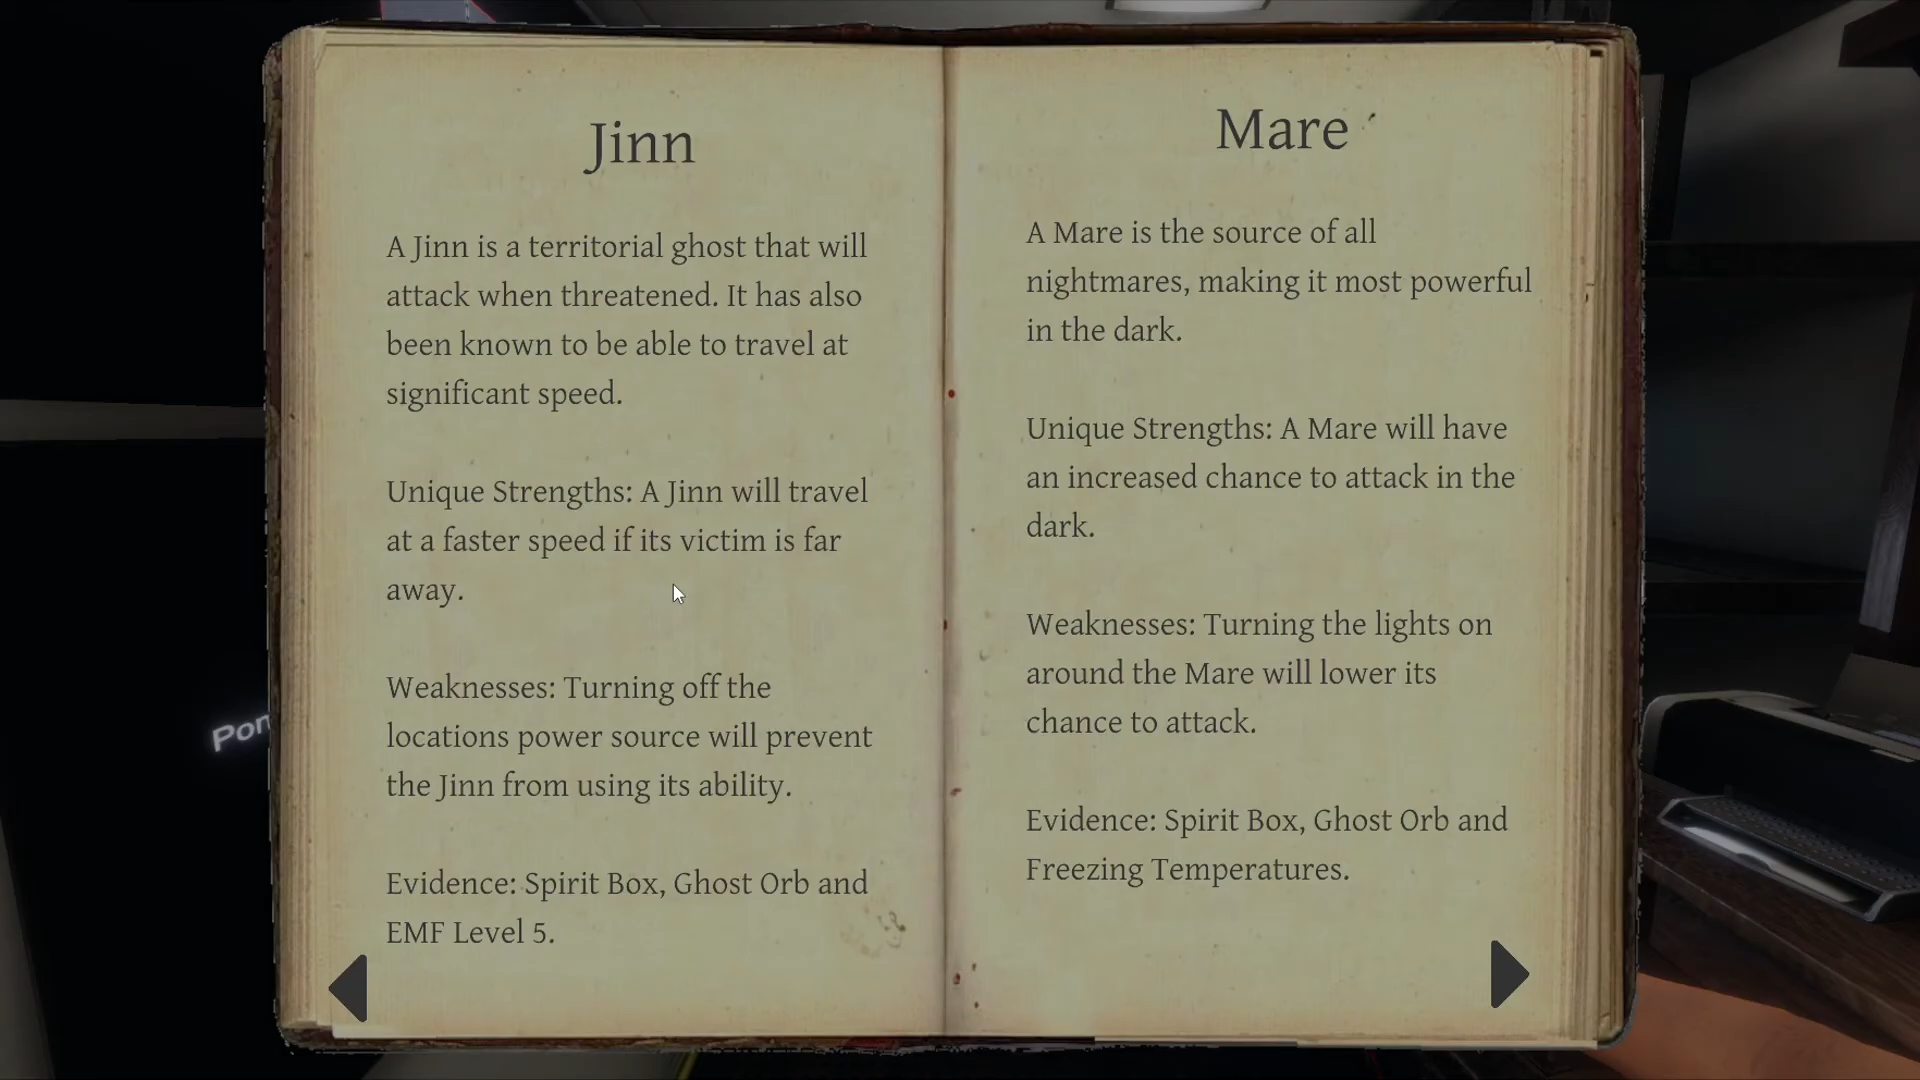 Jinn
A Jinn is a territorial ghost that will
attack when threatened. It has also
been known to be able to travel at
significant speed.
Unique Strengths: A Jinn will travel
at a faster speed if its victim is far
away.
Weaknesses: Turning off the
locations power source will prevent
the Jinn from using its ability.
Evidence: Spirit Box, Ghost Orb and
EMF Level 5.
Mare
A Mare is the source of all
nightmares, making it most powerful
in the dark.
Unique Strengths: A Mare will have
an increased chance to attack in the
dark.
Weaknesses: Turning the lights on
around the Mare will lower its
chance to attack.
Evidence: Spirit Box, Ghost Orb and
Freezing Temperatures.